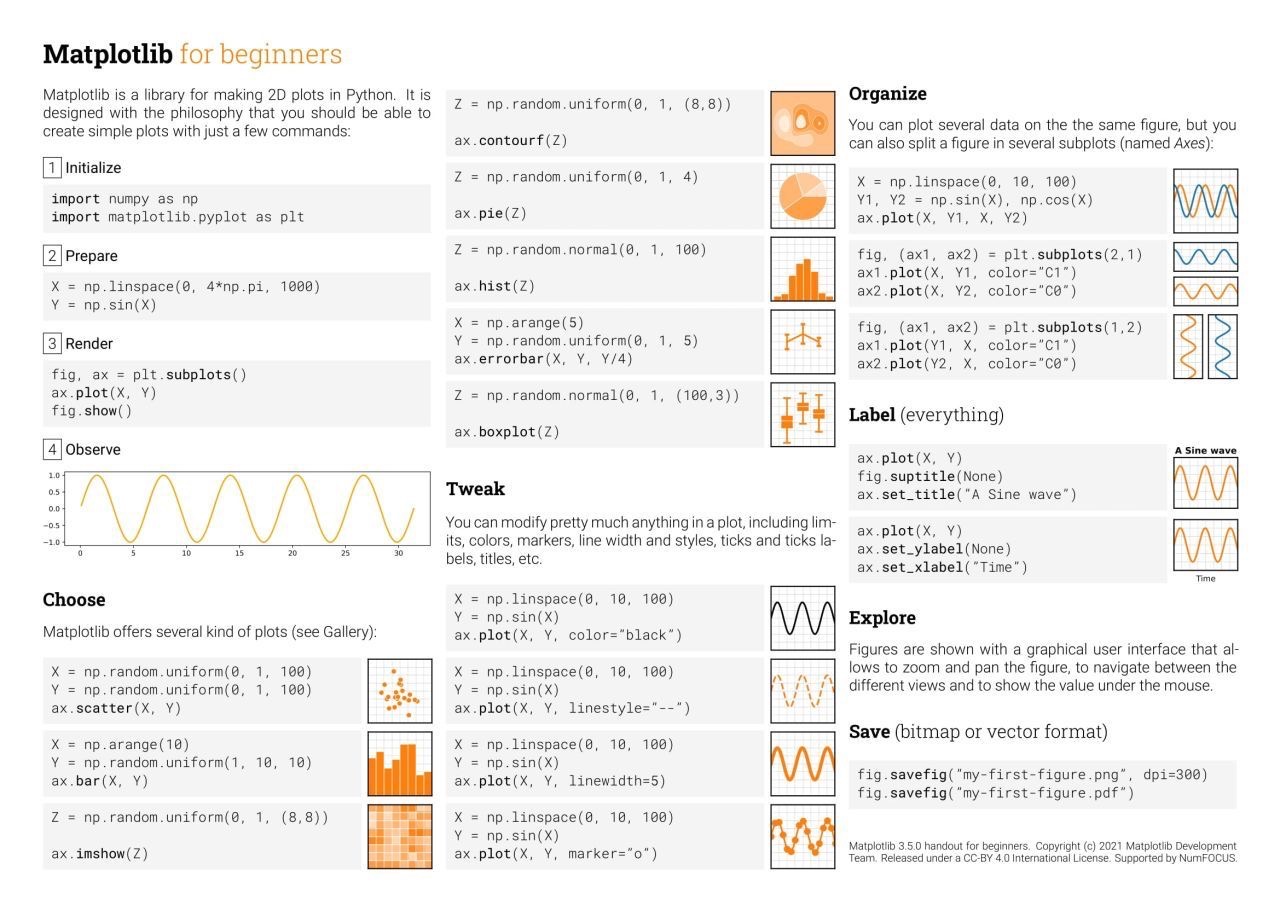 Matplotlib for beginners
Matplotlib is a library for making 2D plots in Python. It is
designed with the philosophy that you should be able to
create simple plots with just a few commands:
1 Initialize
import numpy as np
import matplotlib.pyplot as plt
2 Prepare
X = np.linspace(0, 4*np.pi, 1000)
Y = np.sin(X)
3 Render
fig, ax = plt.subplots()
ax.plot(X, Y)
fig.show()
4 Observe
1.0
0.5
0.0
−0.5
−1.0
0 5 10 15 20 25 30
Choose
Matplotlib offers several kind of plots (see Gallery):
X = np.random.uniform(0, 1, 100)
Y = np.random.uniform(0, 1, 100)
ax.scatter(X, Y)
X = np.arange(10)
Y = np.random.uniform(1, 10, 10)
ax.bar(X, Y)
Z = np.random.uniform(0, 1, (8,8))
ax.imshow(Z)
Z = np.random.uniform(0, 1, (8,8))
ax.contourf(Z)
Z = np.random.uniform(0, 1, 4)
ax.pie(Z)
Z = np.random.normal(0, 1, 100)
ax.hist(Z)
X = np.arange(5)
Y = np.random.uniform(0, 1, 5)
ax.errorbar(X, Y, Y/4)
Z = np.random.normal(0, 1, (100,3))
ax.boxplot(Z)
Tweak
You can modify pretty much anything in a plot, including lim-
its, colors, markers, line width and styles, ticks and ticks la-
bels, titles, etc.
X = np.linspace(0, 10, 100)
Y = np.sin(X)
ax.plot(X, Y, color="black")
X = np.linspace(0, 10, 100)
Y = np.sin(X)
ax.plot(X, Y, linestyle="--")
X = np.linspace(0, 10, 100)
Y = np.sin(X)
ax.plot(X, Y, linewidth=5)
X = np.linspace(0, 10, 100)
Y = np.sin(X)
ax.plot(X, Y, marker="o")
Organize
You can plot several data on the the same figure, but you
can also split a figure in several subplots (named Axes):
X = np.linspace(0, 10, 100)
Y1, Y2 = np.sin(X), np.cos(X)
ax.plot(X, Y1, X, Y2)
fig, (ax1, ax2) = plt.subplots(2,1)
ax1.plot(X, Y1, color="C1")
ax2.plot(X, Y2, color="C0")
fig, (ax1, ax2) = plt.subplots(1,2)
ax1.plot(Y1, X, color="C1")
ax2.plot(Y2, X, color="C0")
Label (everything)
ax.plot(X, Y)
fig.suptitle(None)
ax.set_title("A Sine wave")
A Sine wave
ax.plot(X, Y)
ax.set_ylabel(None)
ax.set_xlabel("Time")
Time
Explore
Figures are shown with a graphical user interface that al-
lows to zoom and pan the figure, to navigate between the
different views and to show the value under the mouse.
Save (bitmap or vector format)
fig.savefig("my-first-figure.png", dpi=300)
fig.savefig("my-first-figure.pdf")
Matplotlib 3.5.0 handout for beginners. Copyright (c) 2021 Matplotlib Development
Team. Released under a CC-BY 4.0 International License. Supported by NumFOCUS.